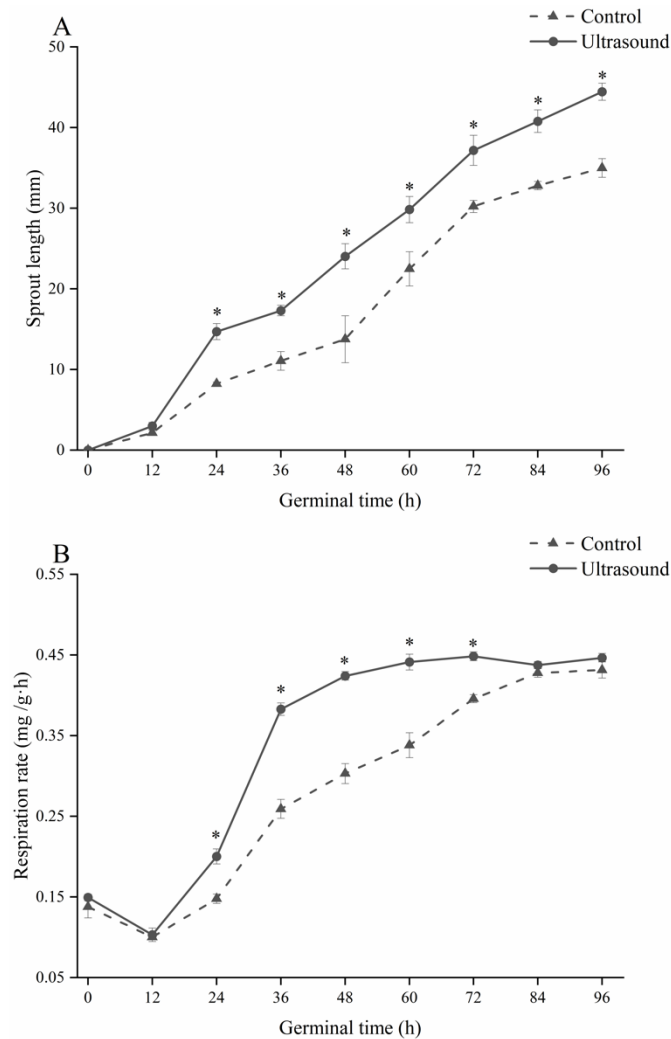 A
Control
Ultrasound
50
40
30
20
10
0
Sprout length (mm)
* * * * * * *
0 12 24 36 48 60 72 84 96
Germinal time (h)
B
Control
Ultrasound
0.55
0.45
0.35
0.25
0.15
0.05
Respiration rate (mg /g·h)
* * * * *
0 12 24 36 48 60 72 84 96
Germinal time (h)